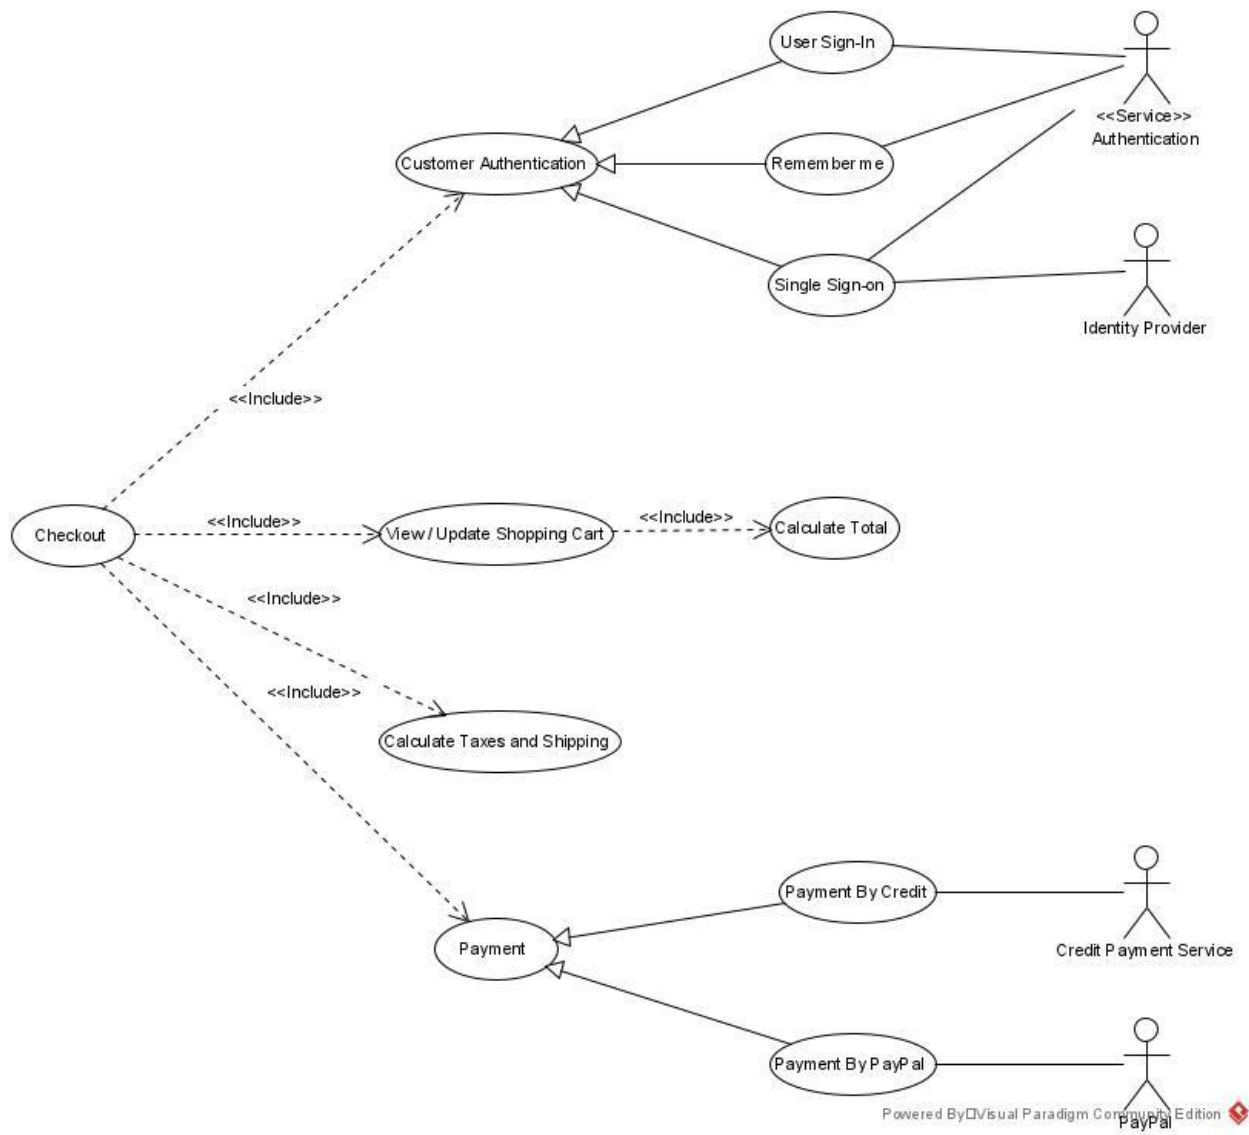 User Sign-In
<<Service>>
Authentication
Customer Authentication
Remember me
Single Sign-on
Identity Provider
<<Include>>
Checkout
<<Include>>
View / Update Shopping Cart
<<Include>>
Calculate Total
<<Include>>
<<Include>>
Calculate Taxes and Shipping
Payment By Credit
Credit Payment Service
Payment
Payment By PayPal
Powered By Visual Paradigm Community Edition
PayPal